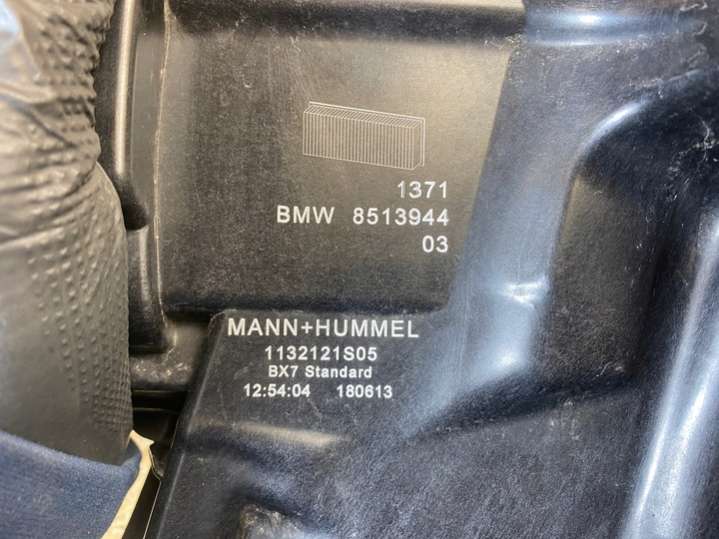 1371
BMW 8513944
03
MANN+HUMMEL
1132121S05
BX7 Standard
12:54:04 180613